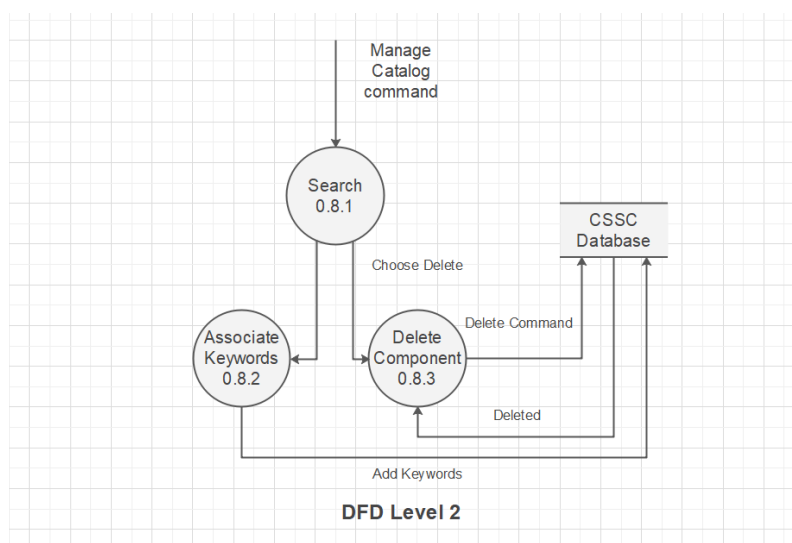 Manage
Catalog
command
Search
0.8.1
CSSC
Database
Choose Delete
Delete Command
Associate
Keywords
0.8.2
Delete
Component
0.8.3
Deleted
Add Keywords
DFD Level 2